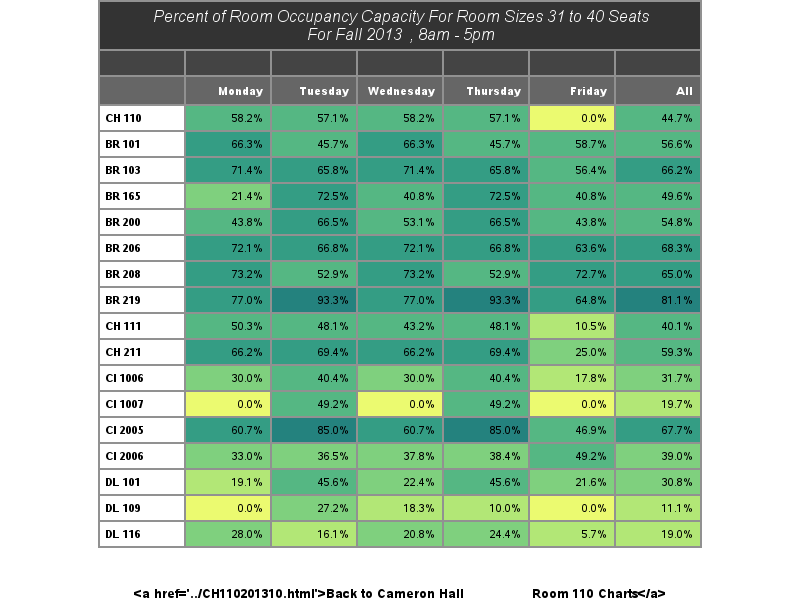 Percent of Room Occupancy Capacity For Room Sizes 31 to 40 Seats
For Fall 2013 , 8am - 5pm
Monday Tuesday Wednesday Thursday Friday All
CH 110 58.2% 57.1% 58.2% 57.1% 0.0% 44.7%
BR 101 66.3% 45.7% 66.3% 45.7% 58.7% 56.6%
BR 103 71.4% 65.8% 71.4% 65.8% 56.4% 66.2%
BR 165 21.4% 72.5% 40.8% 72.5% 40.8% 49.6%
BR 200 43.8% 66.5% 53.1% 66.5% 43.8% 54.8%
BR 206 72.1% 66.8% 72.1% 66.8% 63.6% 68.3%
BR 208 73.2% 52.9% 73.2% 52.9% 72.7% 65.0%
BR 219 77.0% 93.3% 77.0% 93.3% 64.8% 81.1%
CH 111 50.3% 48.1% 43.2% 48.1% 10.5% 40.1%
CH 211 66.2% 69.4% 66.2% 69.4% 25.0% 59.3%
CI 1006 30.0% 40.4% 30.0% 40.4% 17.8% 31.7%
CI 1007 0.0% 49.2% 0.0% 49.2% 0.0% 19.7%
CI 2005 60.7% 85.0% 60.7% 85.0% 46.9% 67.7%
CI 2006 33.0% 36.5% 37.8% 38.4% 49.2% 39.0%
DL 101 19.1% 45.6% 22.4% 45.6% 21.6% 30.8%
DL 109 0.0% 27.2% 18.3% 10.0% 0.0% 11.1%
DL 116 28.0% 16.1% 20.8% 24.4% 5.7% 19.0%
<a href='../CH110201310.html'>Back to Cameron Hall Room 110 Charts</a>